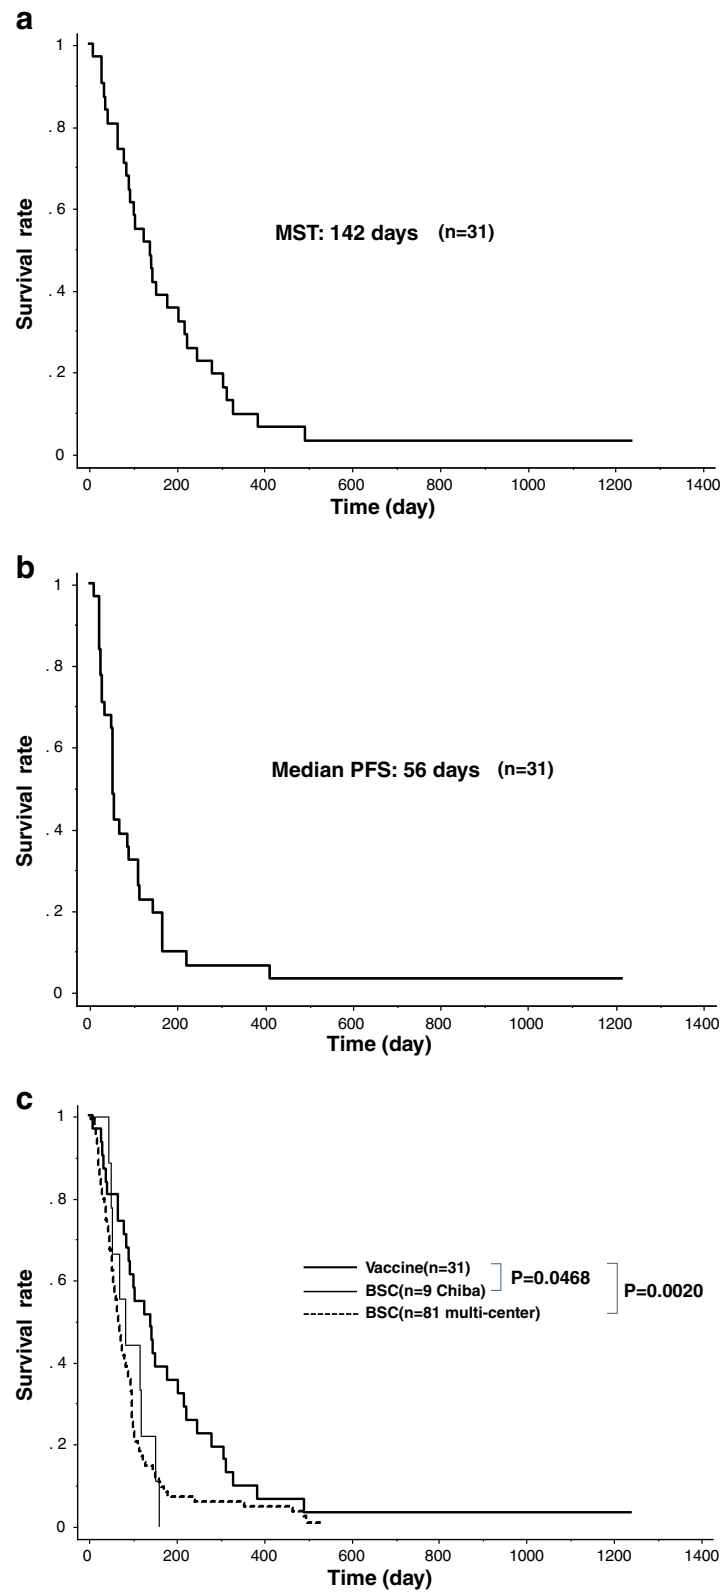 a
1
. 8
. 6
. 4
. 2
0
Survival rate
MST: 142 days (n=31)
0 200 400 600 800 1000 1200 1400
Time (day)
b
1
. 8
. 6
. 4
. 2
0
Survival rate
Median PFS: 56 days (n=31)
0 200 400 600 800 1000 1200 1400
Time (day)
c
1
. 8
. 6
. 4
. 2
0
Survival rate
Vaccine(n=31)
BSC(n=9 Chiba)
BSC(n=81 multi-center)
P=0.0468
P=0.0020
0 200 400 600 800 1000 1200 1400
Time (day)